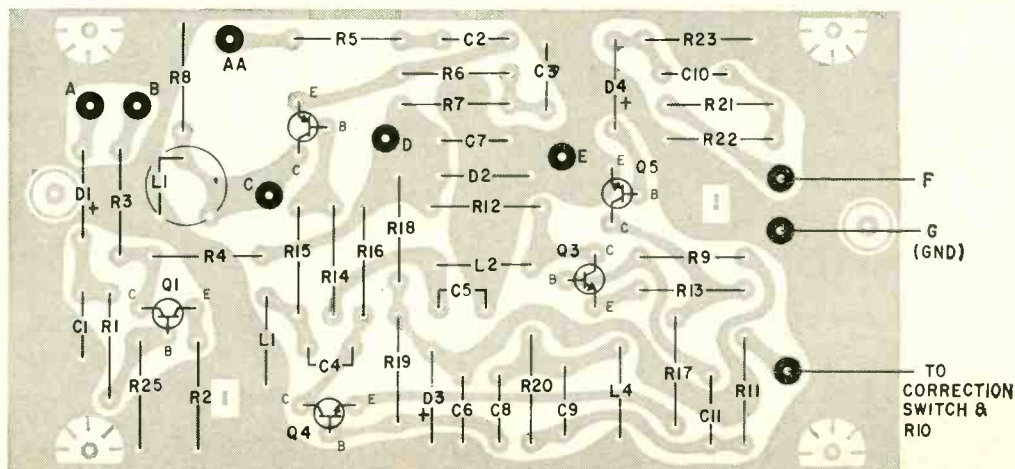 R5
C2
R23
R8
AA
R6
C3
C10
D4
+
A
B
E
R7
R21
B
D
C7
R22
E
C
E
Q5
L1
C
D2
B
F
D1
+
R3
R12
R18
C
G
(GND)
R15
R16
R4
R14
L2
Q3
C
R9
B
R13
C5
E
Q1
C
E
C1
R1
B
L1
R19
C4
R25
R2
D3
+
C6
C8
R20
C9
L4
R17
C11
R11
TO
CORRECTION
SWITCH &
R10
C
E
Q4
B